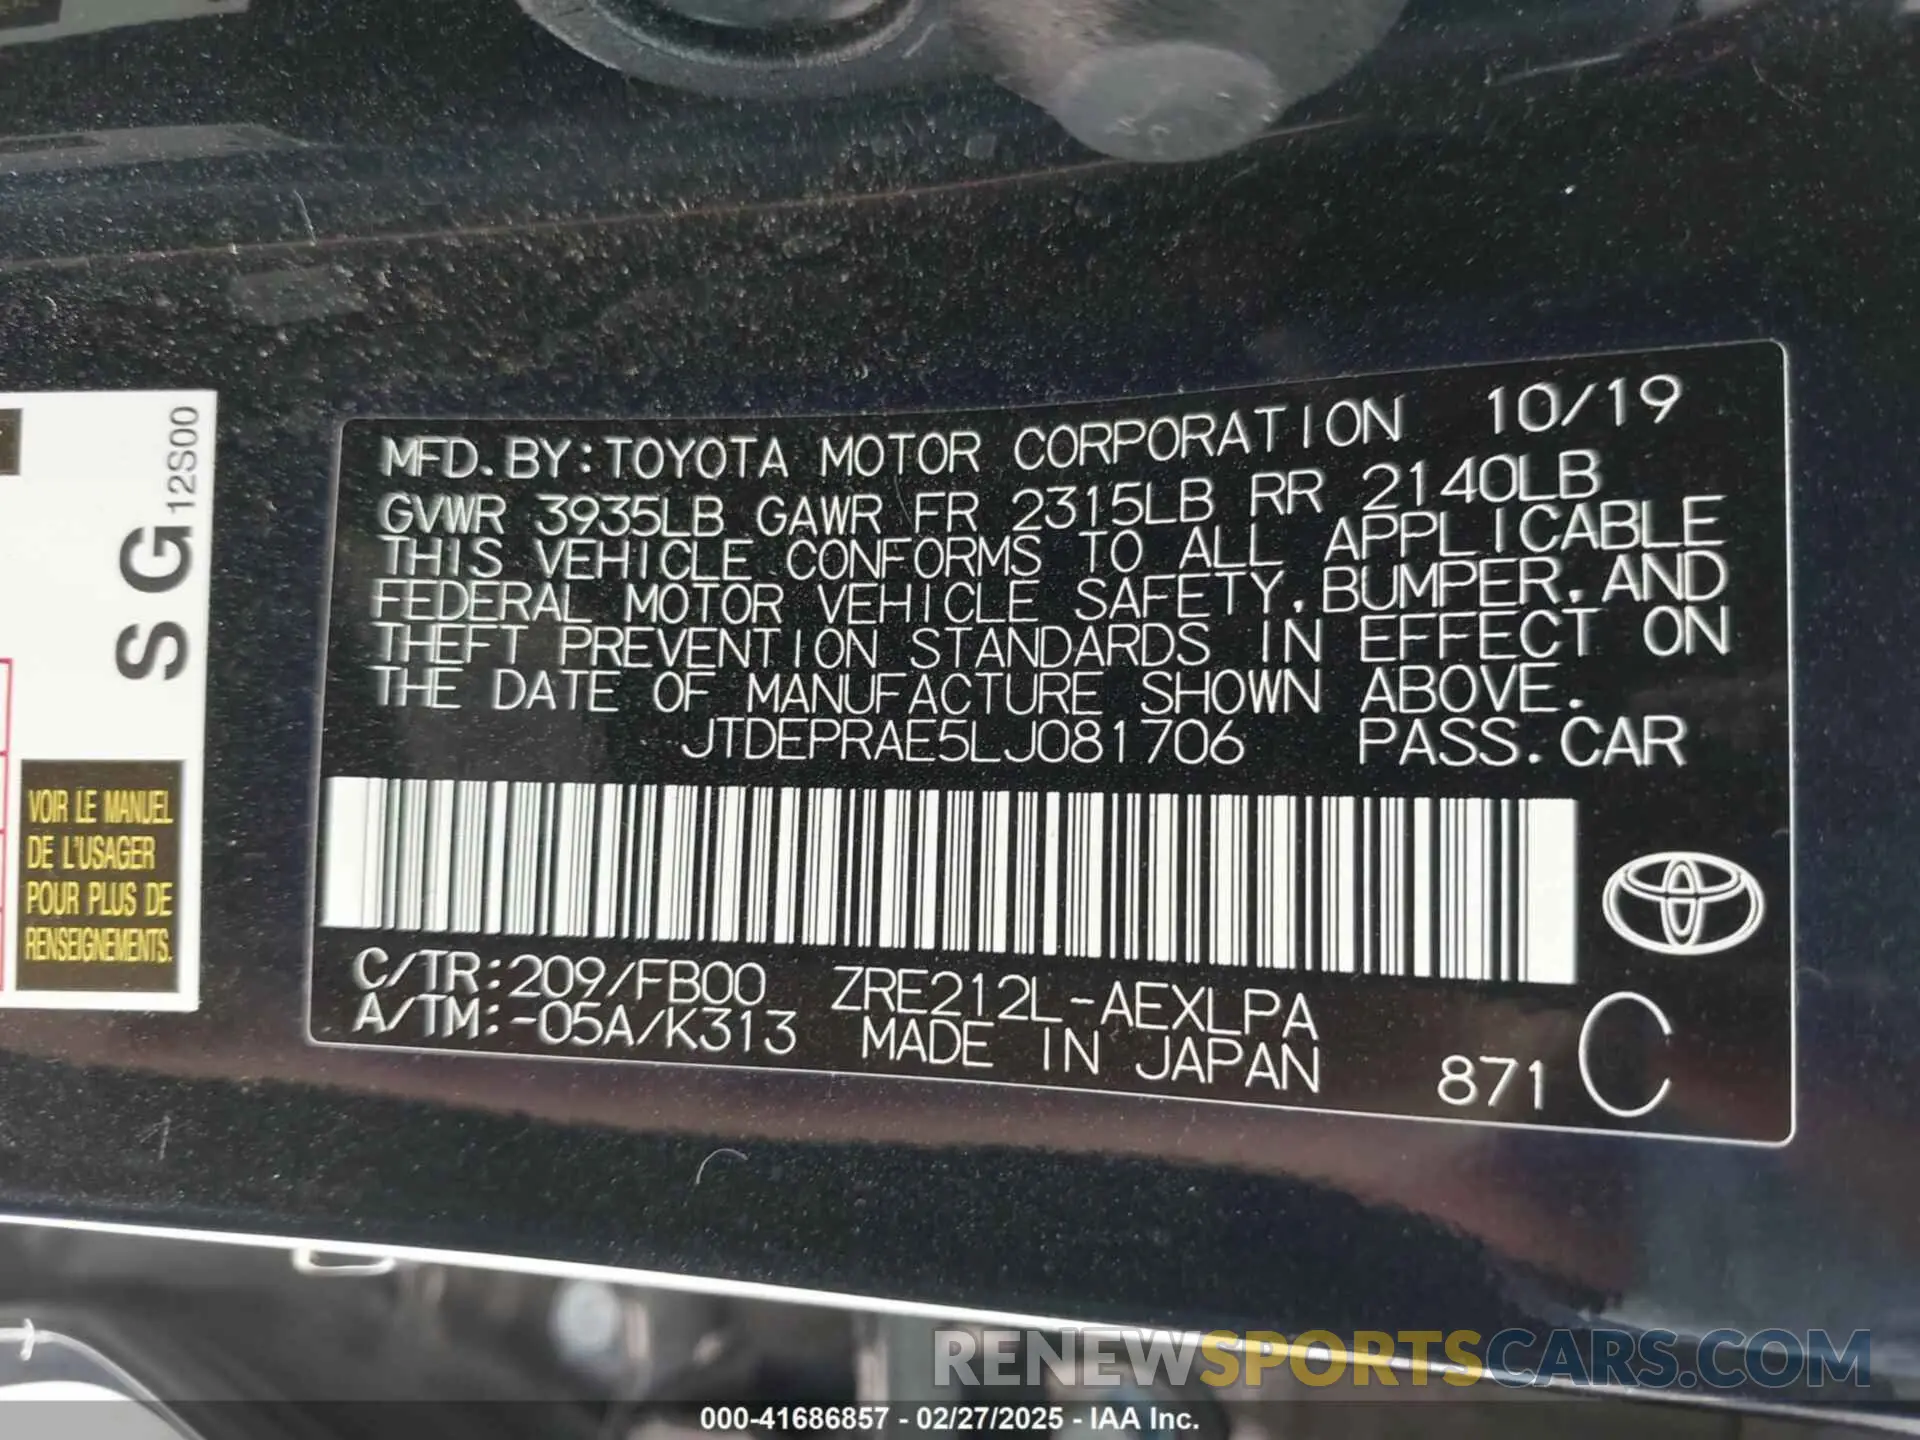 MFD. BY: TOYOTA MOTOR CORPORATION 10/19
GVWR 3935LB GAWR FR 2315LB RR 2140LB
THIS VEHICLE CONFORMS TO ALL APPLICABLE
FEDERAL MOTOR VEHICLE SAFETY, BUMPER, AND
THEFT PREVENTION STANDARDS IN EFFECT ON
THE DATE OF MANUFACTURE SHOWN ABOVE.
JTDEPRAE5LJ081706 PASS. CAR
C/TR: 209/FB00 ZRE212L-AEXLPA
A/TM: -05A/K313 MADE IN JAPAN 871 C
SG 12S00
VOIR LE MANUEL
DE L'USAGER
POUR PLUS DE
RENSEIGNEMENTS.
RENEWSPORTSCARS.COM
000-41686857 - 02/27/2025 - IAA Inc.